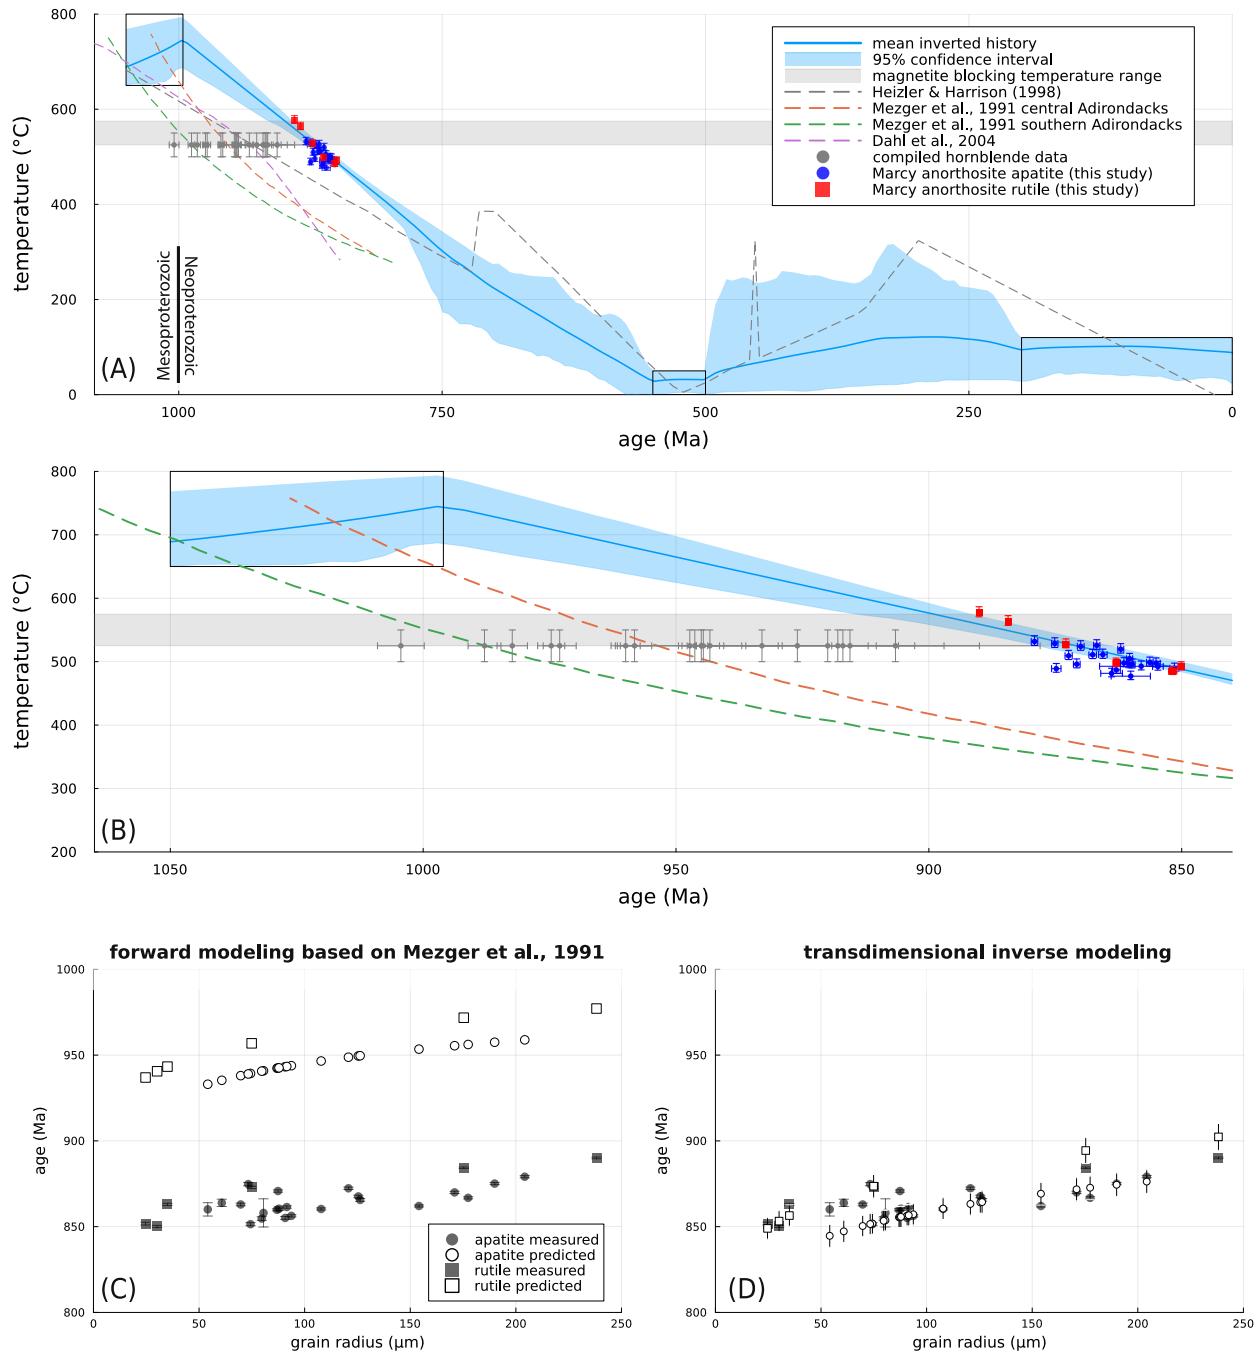 800
600
400
200
0
temperature (°C)
mean inverted history
95% confidence interval
magnetite blocking temperature range
Heizler & Harrison (1998)
Mezger et al., 1991 central Adirondacks
Mezger et al., 1991 southern Adirondacks
Dahl et al., 2004
compiled hornblende data
Marcy anorthosite apatite (this study)
Marcy anorthosite rutile (this study)
Mesoproterozoic
Neoproterozoic
(A)
1000 750 500 250 0
age (Ma)
800
700
600
500
400
300
200
temperature (°C)
(B)
1050 1000 950 900 850
age (Ma)
forward modeling based on Mezger et al., 1991
1000
950
900
850
800
age (Ma)
apatite measured
apatite predicted
rutile measured
rutile predicted
(C)
0 50 100 150 200 250
grain radius (μm)
transdimensional inverse modeling
1000
950
900
850
800
age (Ma)
(D)
0 50 100 150 200 250
grain radius (μm)